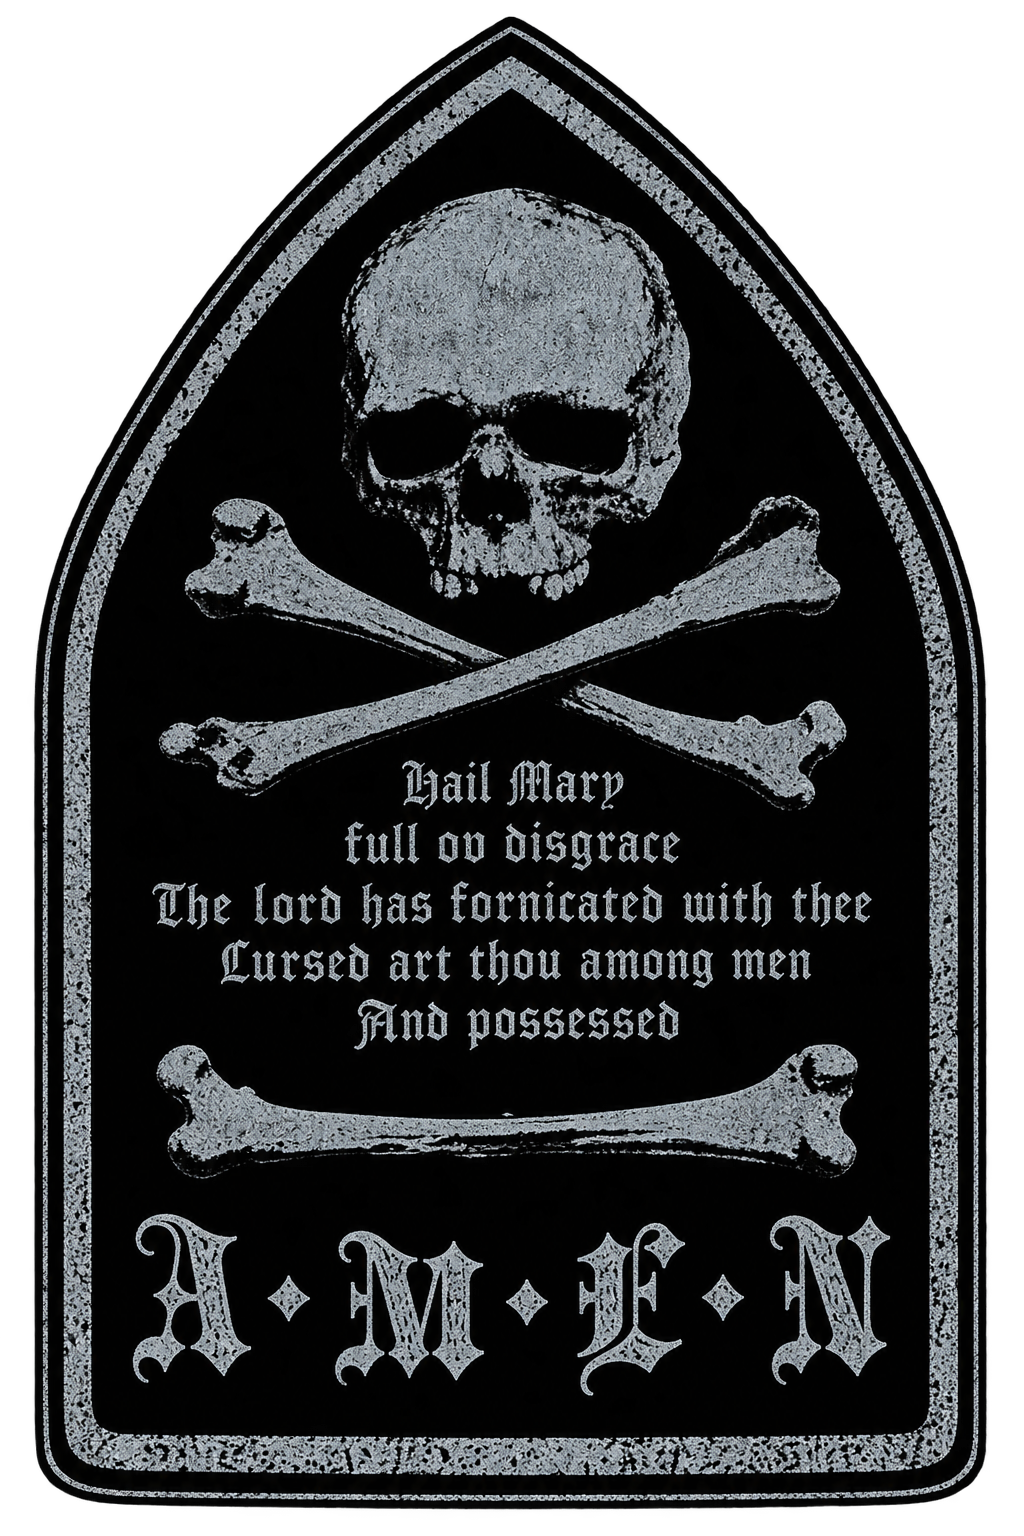 Hail Mary
full ov disgrace
The lord has fornicated with thee
Cursed art thou among men
And possessed
A·M·E·N